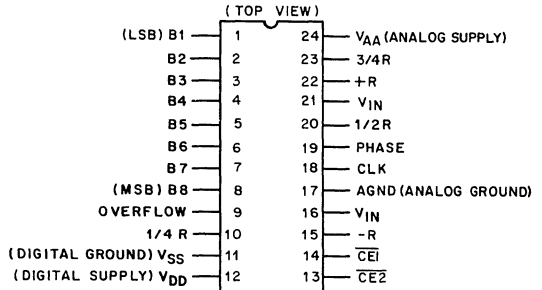 (TOP VIEW)
(LSB) B1 1 24 VAA (ANALOG SUPPLY)
B2 2 23 3/4R
B3 3 22 +R
B4 4 21 VIN
B5 5 20 1/2R
B6 6 19 PHASE
B7 7 18 CLK
(MSB) B8 8 17 AGND (ANALOG GROUND)
OVERFLOW 9 16 VIN
1/4 R 10 15 -R
(DIGITAL GROUND) VSS 11 14 CE1
(DIGITAL SUPPLY) VDD 12 13 CE2